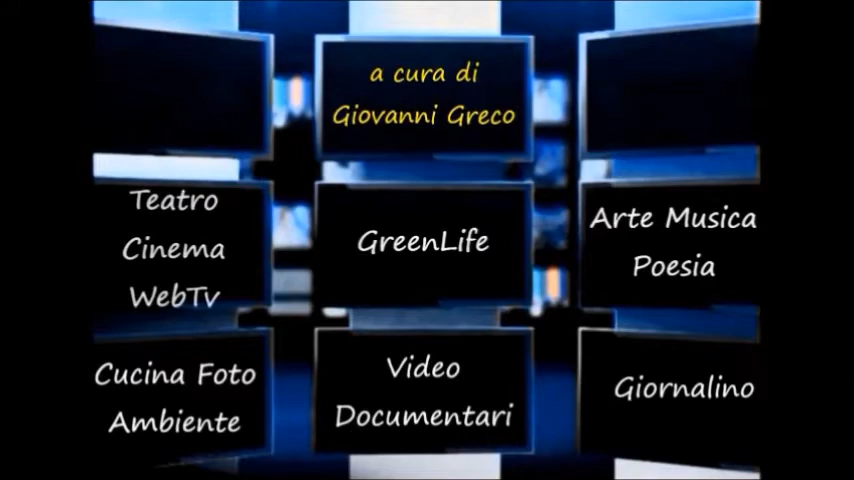 a cura di
Giovanni Greco
Teatro
Cinema
WebTv
GreenLife
Arte Musica
Poesia
Cucina Foto
Ambiente
Video
Documentari
Giornalino